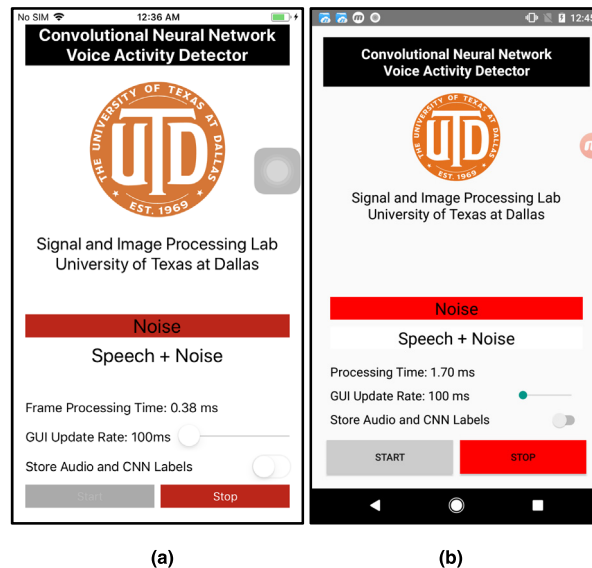 No SIM 12:36 AM
Convolutional Neural Network
Voice Activity Detector
THE UNIVERSITY OF TEXAS AT DALLAS
UTD
EST. 1969
Signal and Image Processing Lab
University of Texas at Dallas
Noise
Speech + Noise
Frame Processing Time: 0.38 ms
GUI Update Rate: 100ms
Store Audio and CNN Labels
Start Stop
(a)
12:45
Convolutional Neural Network
Voice Activity Detector
THE UNIVERSITY OF TEXAS AT DALLAS
UTD
EST. 1969
Signal and Image Processing Lab
University of Texas at Dallas
Noise
Speech + Noise
Processing Time: 1.70 ms
GUI Update Rate: 100 ms
Store Audio and CNN Labels
START STOP
(b)